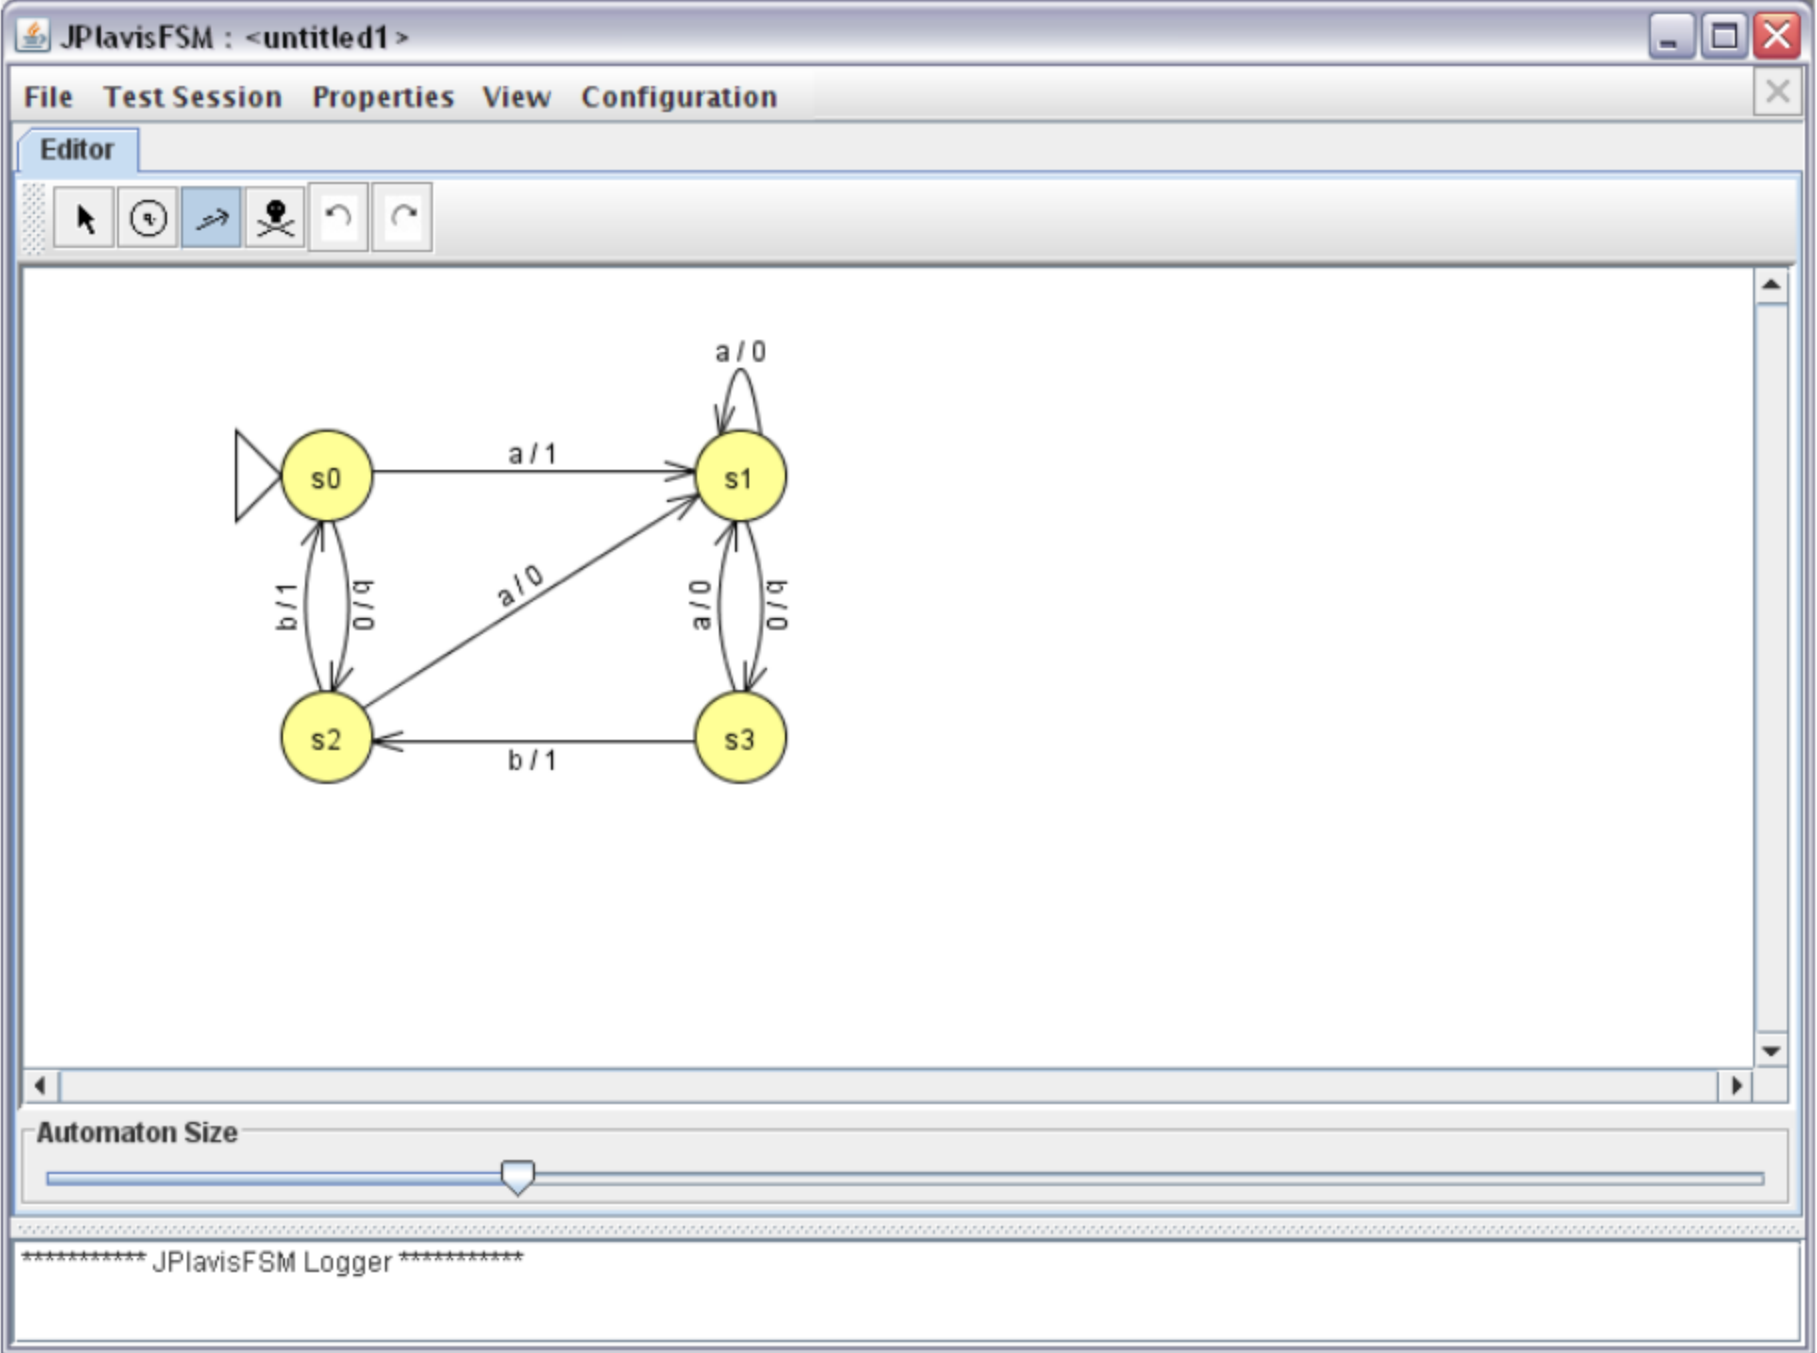 JPlavisFSM : <untitled1>
File Test Session Properties View Configuration
Editor
a / 0
a / 1
s0
s1
b / 1
b / 0
a / 0
a / 0
b / 0
s2
s3
b / 1
Automaton Size
*********** JPlavisFSM Logger ***********